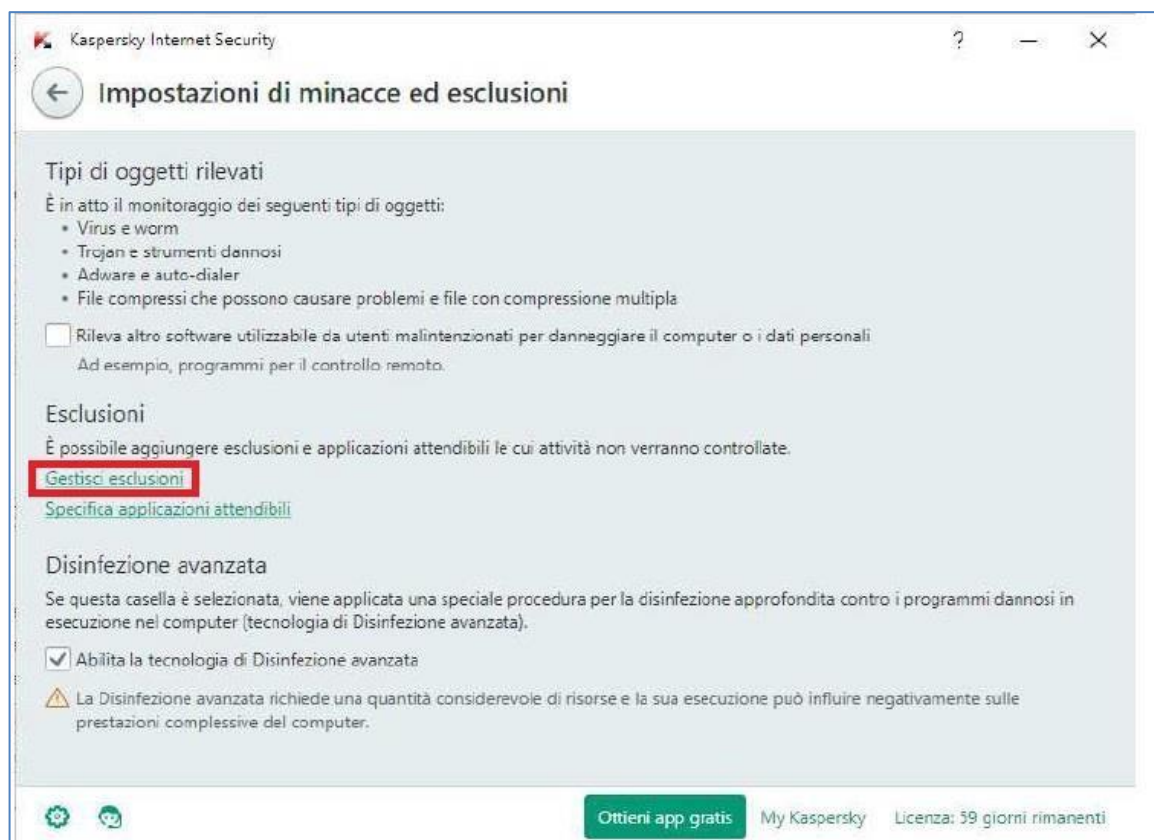 Kaspersky Internet Security
?
Impostazioni di minacce ed esclusioni
Tipi di oggetti rilevati
È in atto il monitoraggio dei seguenti tipi di oggetti:
• Virus e worm
• Trojan e strumenti dannosi
• Adware e auto-dialer
• File compressi che possono causare problemi e file con compressione multipla
Rileva altro software utilizzabile da utenti malintenzionati per danneggiare il computer o i dati personali
Ad esempio, programmi per il controllo remoto.
Esclusioni
È possibile aggiungere esclusioni e applicazioni attendibili le cui attività non verranno controllate.
Gestisci esclusioni
Specifica applicazioni attendibili
Disinfezione avanzata
Se questa casella è selezionata, viene applicata una speciale procedura per la disinfezione approfondita contro i programmi dannosi in
esecuzione nel computer (tecnologia di Disinfezione avanzata).
Abilita la tecnologia di Disinfezione avanzata
La Disinfezione avanzata richiede una quantità considerevole di risorse e la sua esecuzione può influire negativamente sulle
prestazioni complessive del computer.
Ottieni app gratis My Kaspersky Licenza: 59 giorni rimanenti